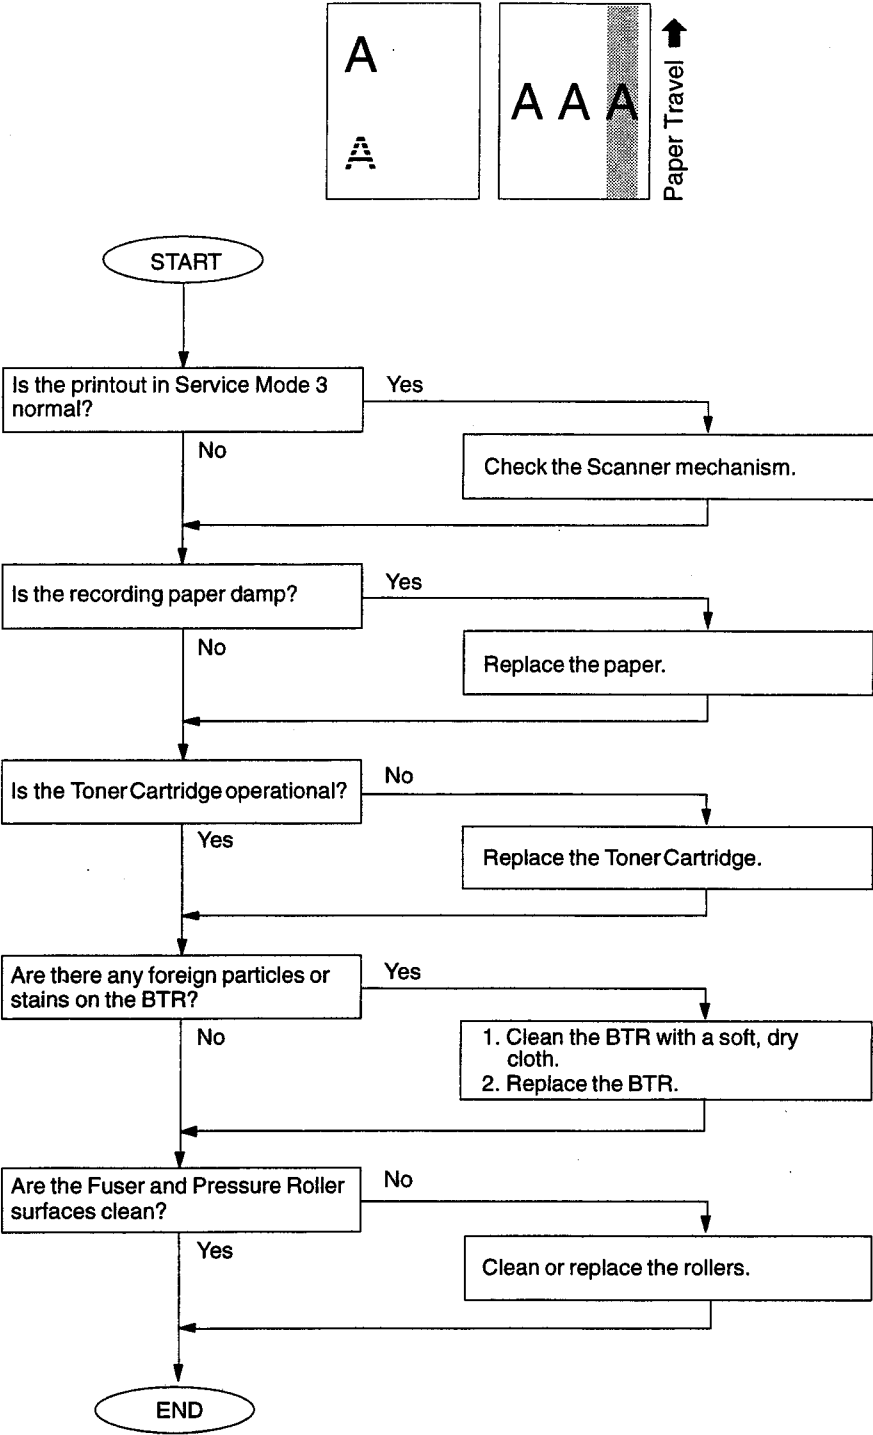 A
A
A A A
Paper Travel
START
Is the printout in Service Mode 3
normal?
Yes
No
Check the Scanner mechanism.
Is the recording paper damp?
Yes
No
Replace the paper.
Is the Toner Cartridge operational?
No
Yes
Replace the Toner Cartridge.
Are there any foreign particles or
stains on the BTR?
Yes
No
1. Clean the BTR with a soft, dry
cloth.
2. Replace the BTR.
Are the Fuser and Pressure Roller
surfaces clean?
No
Yes
Clean or replace the rollers.
END